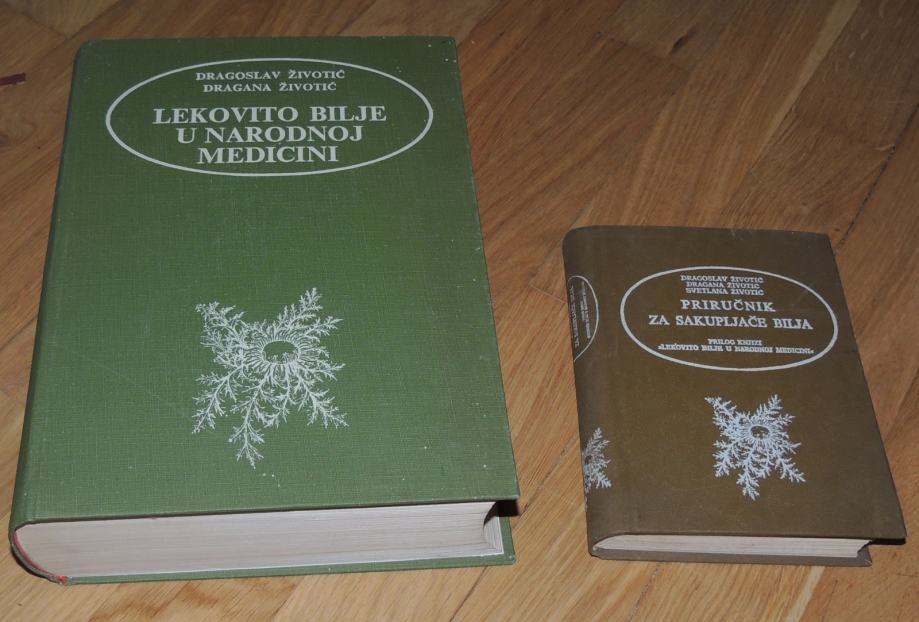 DRAGOSLAV ŽIVOTIĆ
DRAGANA ŽIVOTIĆ
LEKOVITO BILJE
U NARODNOJ
MEDICINI
DRAGOSLAV ŽIVOTIĆ
DRAGANA ŽIVOTIĆ
SVETLANA ŽIVOTIĆ
PRIRUČNIK
ZA SAKUPLJAČE BILJA
PRILOG KNJIZI
»LEKOVITO BILJE U NARODNOJ MEDICINI«